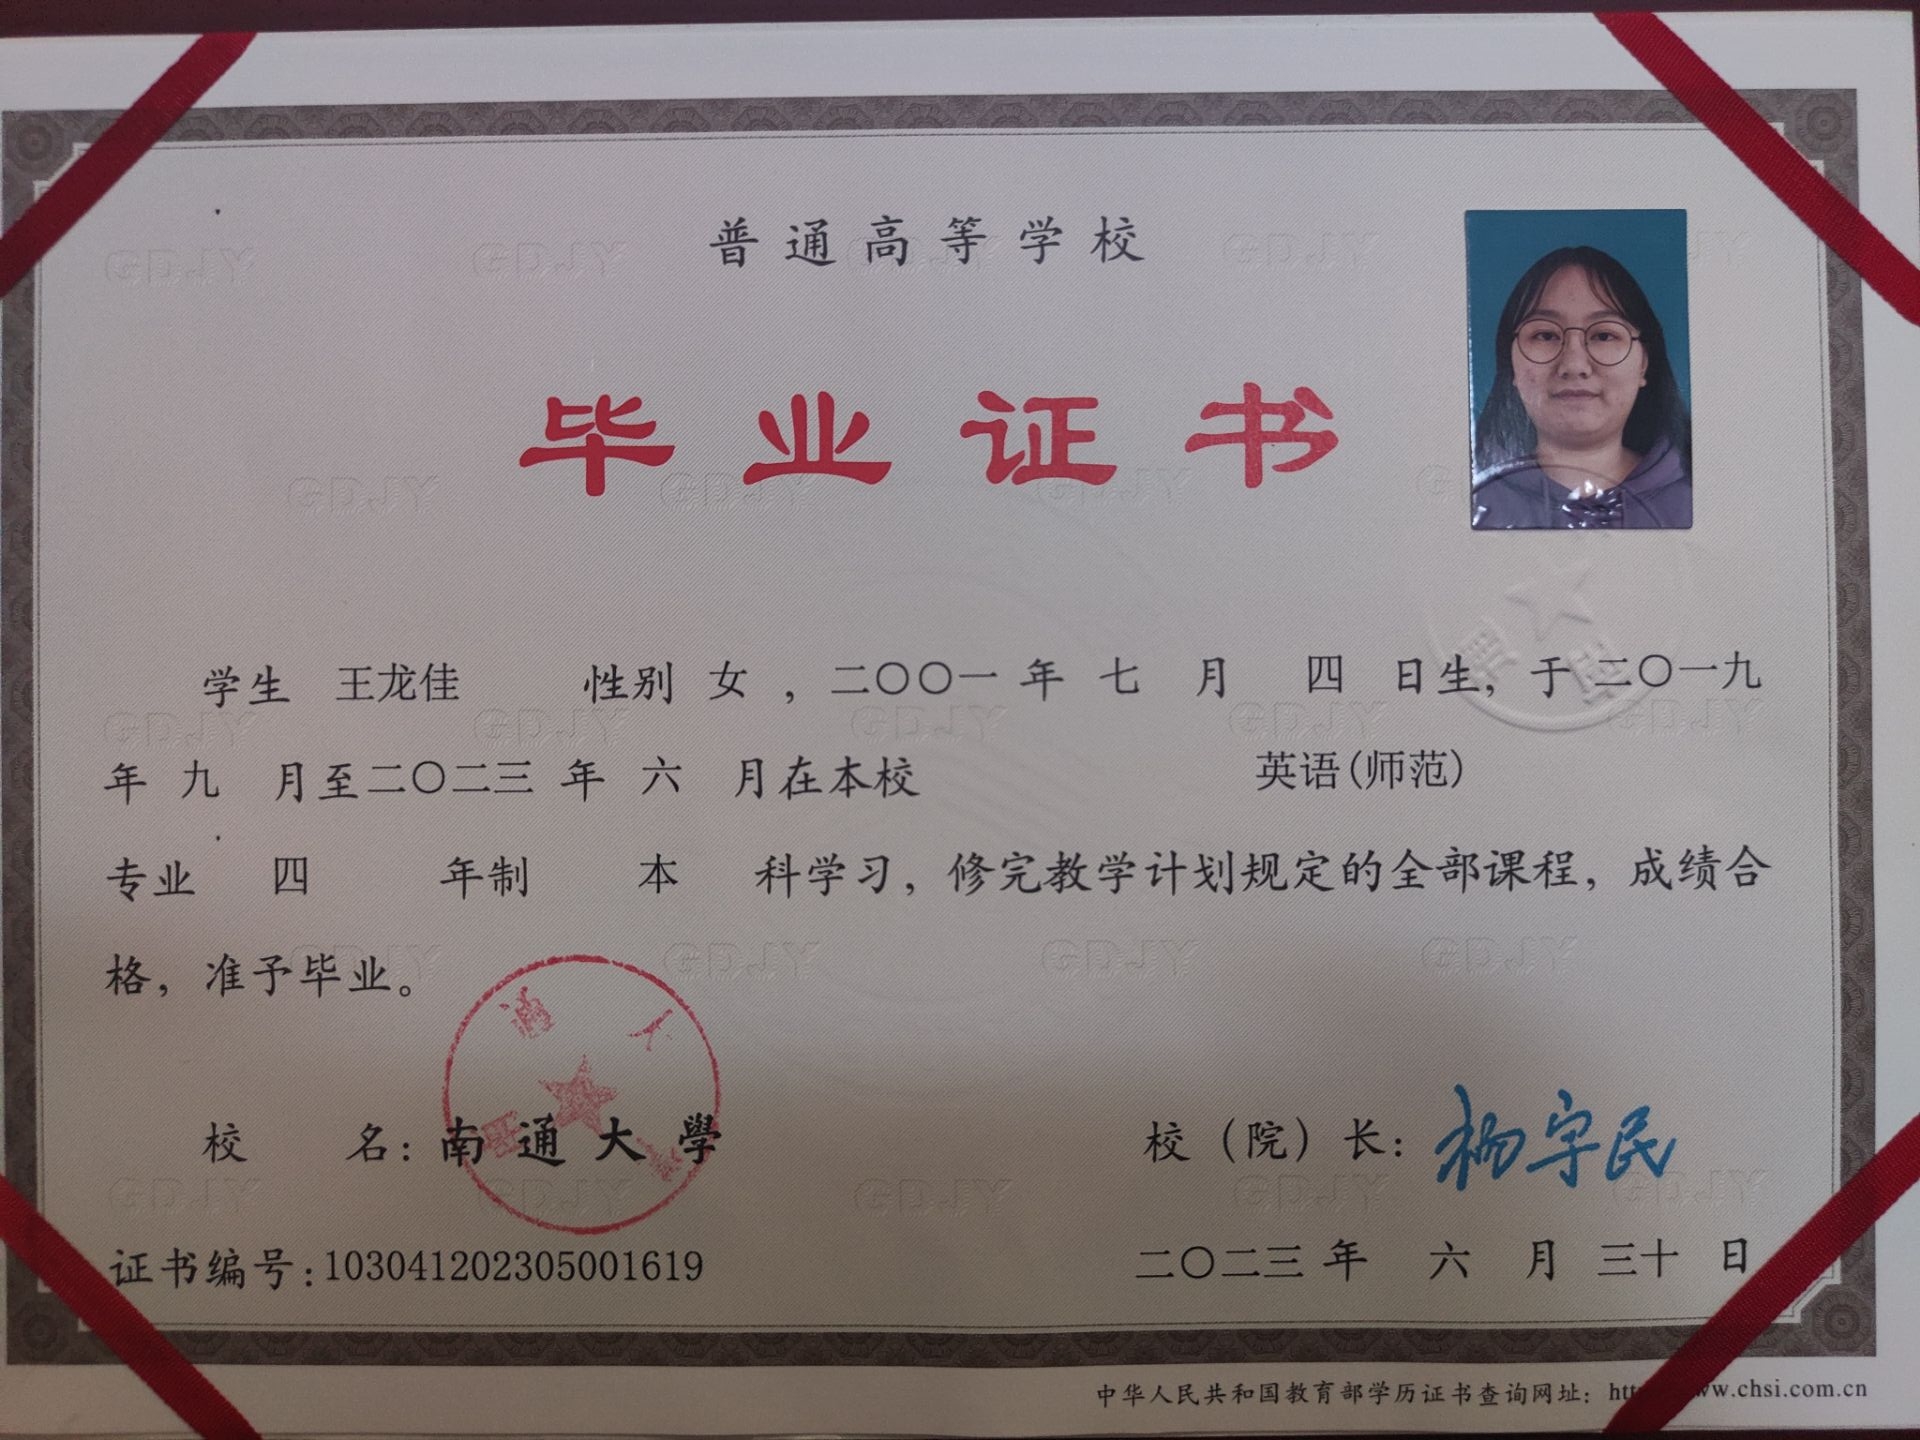 普通高等学校
毕业证书
学生 王龙佳 性别 女 ，二〇〇一 年 七 月 四 日生，于 二〇一九
年 九 月至二〇二三 年 六 月在本校 英语(师范)
专业 四 年制 本 科学习，修完教学计划规定的全部课程，成绩合
格，准予毕业。
校 名：南通大學
校（院）长：杨宇民
证书编号:103041202305001619
二〇二三 年 六 月 三十 日
中华人民共和国教育部学历证书查询网址：www.chsi.com.cn
GDJY